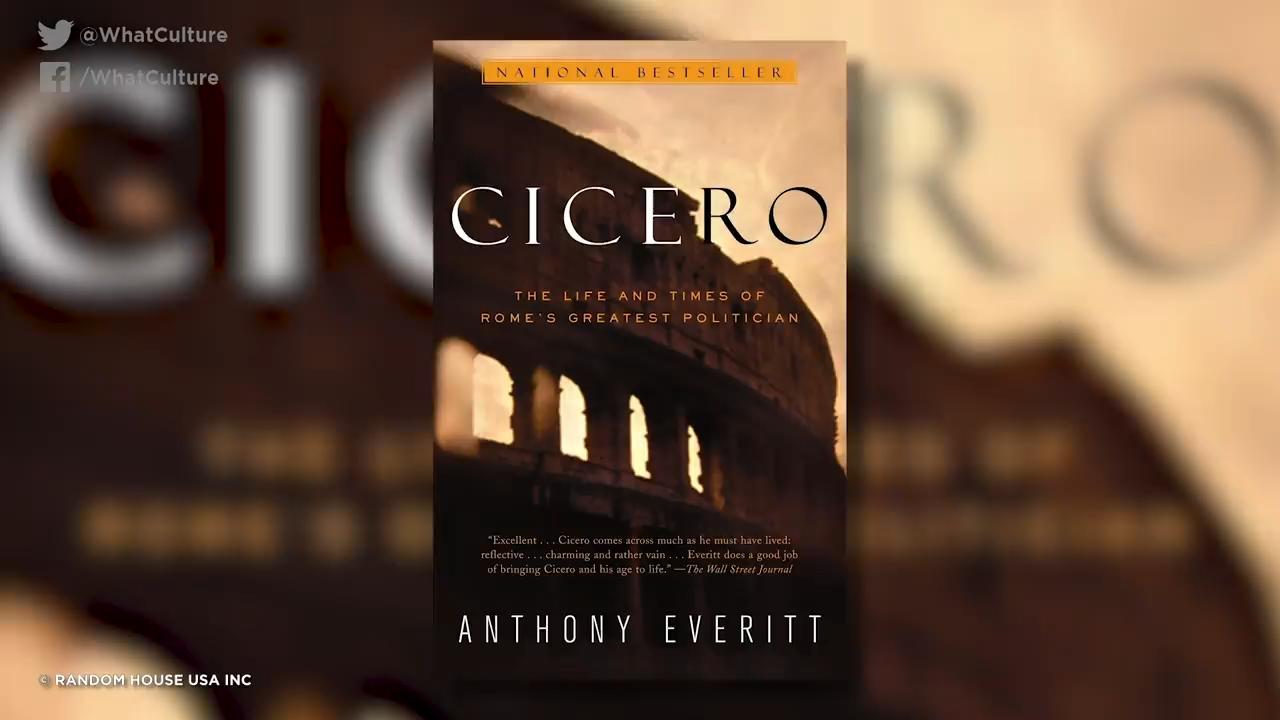 @WhatCulture
/WhatCulture
NATIONAL BESTSELLER
CICERO
THE LIFE AND TIMES OF
ROME'S GREATEST POLITICIAN
"Excellent . . . Cicero comes across much as he must have lived:
reflective . . . charming and rather vain . . . Everitt does a good job
of bringing Cicero and his age to life." —The Wall Street Journal
ANTHONY EVERITT
© RANDOM HOUSE USA INC